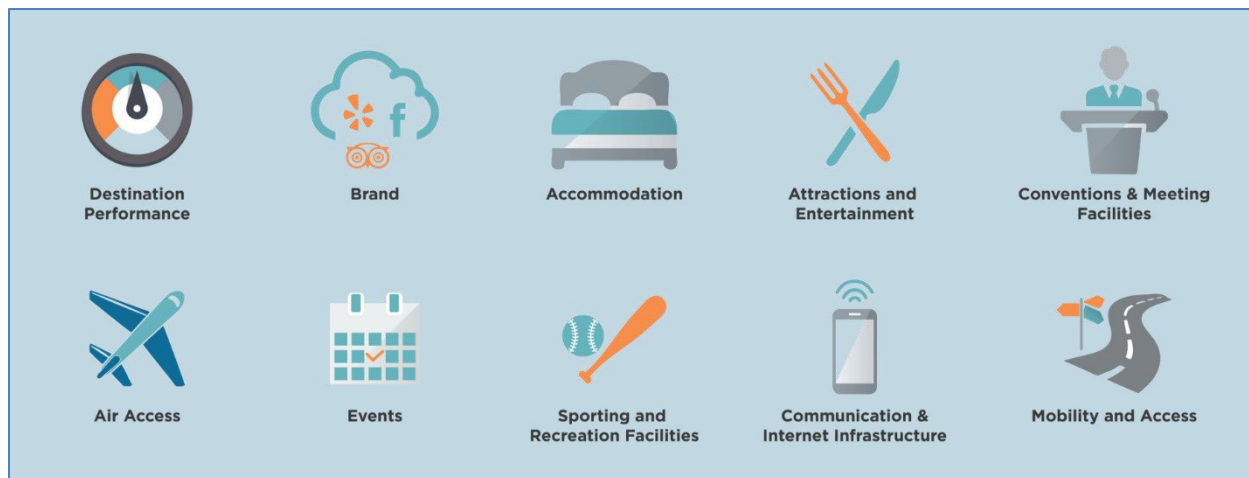 Destination
Performance
Brand
Accommodation
Attractions and
Entertainment
Conventions & Meeting
Facilities
Air Access
Events
Sporting and
Recreation Facilities
Communication &
Internet Infrastructure
Mobility and Access